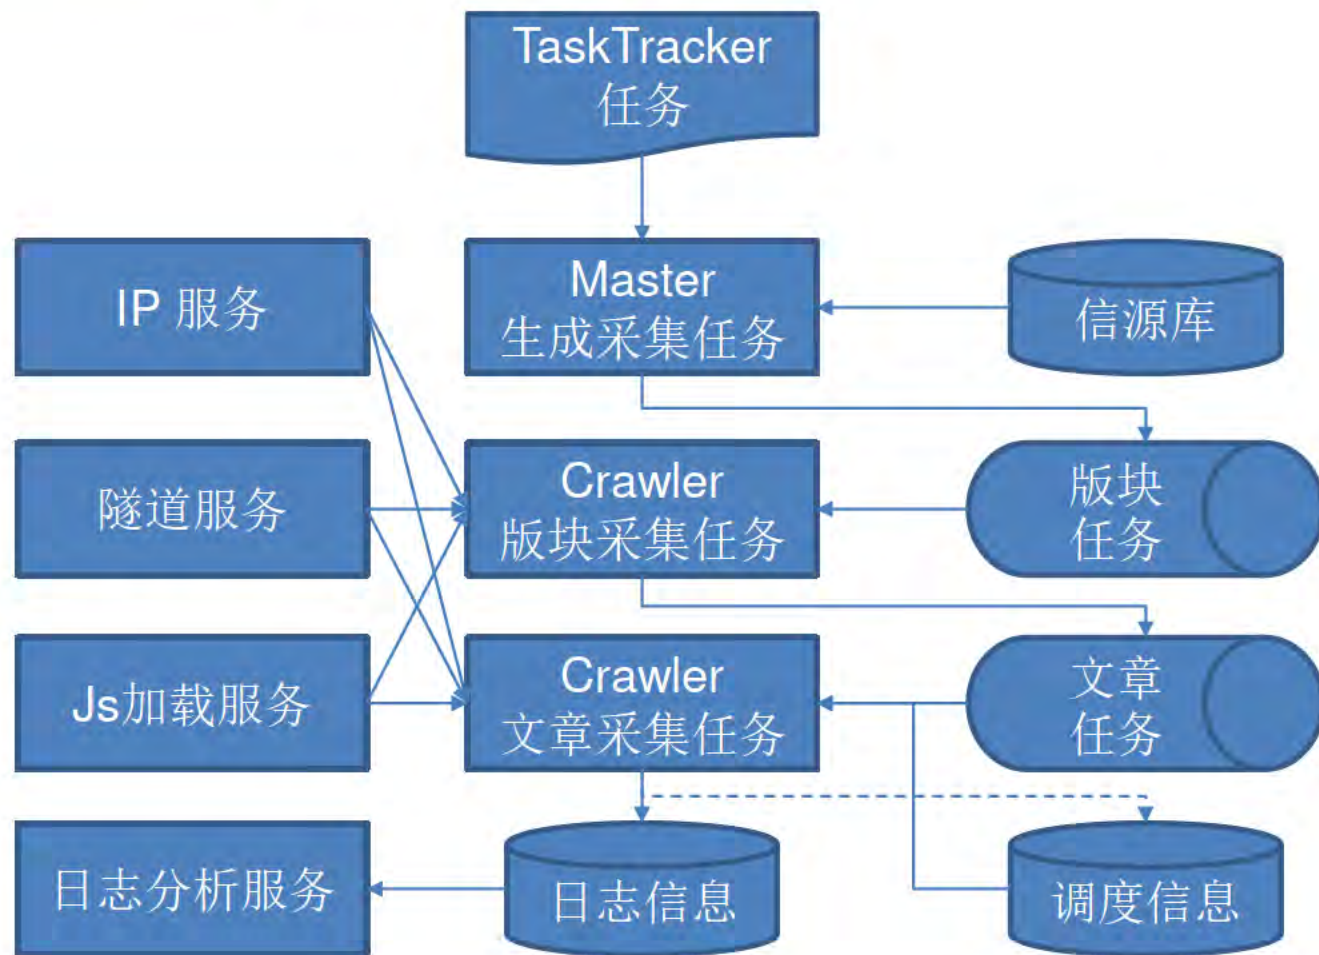 TaskTracker
任务
IP 服务
Master
生成采集任务
信源库
隧道服务
Crawler
版块采集任务
版块
任务
Js加载服务
Crawler
文章采集任务
文章
任务
日志分析服务
日志信息
调度信息